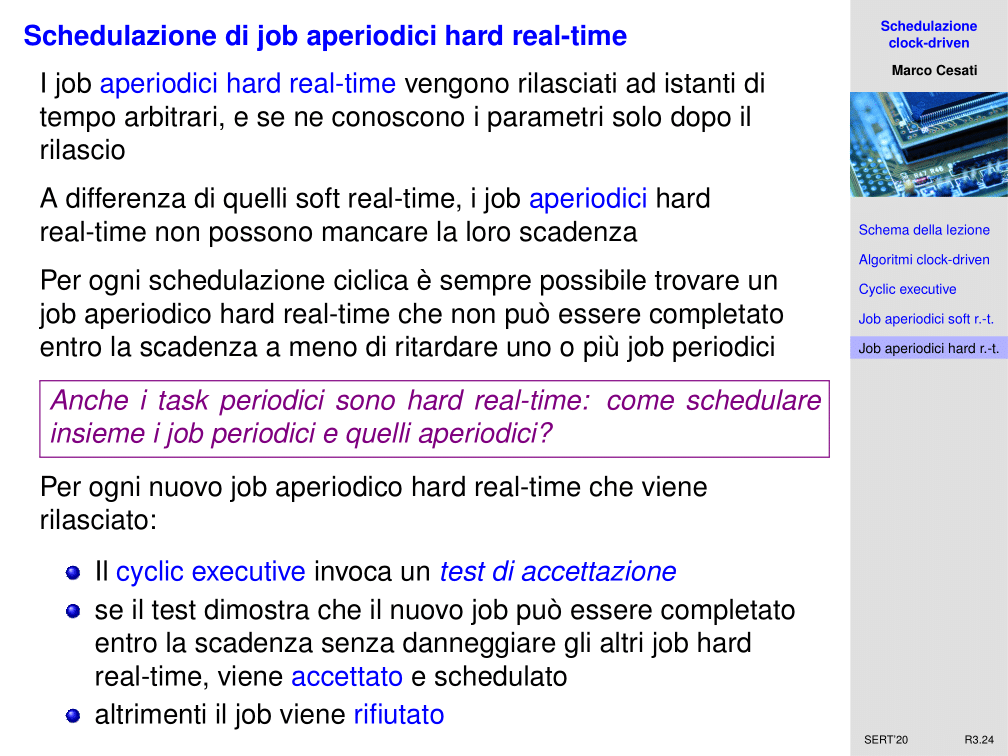 Schedulazione di job aperiodici hard real-time
I job aperiodici hard real-time vengono rilasciati ad istanti di
tempo arbitrari, e se ne conoscono i parametri solo dopo il
rilascio
A differenza di quelli soft real-time, i job aperiodici hard
real-time non possono mancare la loro scadenza
Per ogni schedulazione ciclica è sempre possibile trovare un
job aperiodico hard real-time che non può essere completato
entro la scadenza a meno di ritardare uno o più job periodici
Anche i task periodici sono hard real-time: come schedulare
insieme i job periodici e quelli aperiodici?
Per ogni nuovo job aperiodico hard real-time che viene
rilasciato:
Il cyclic executive invoca un test di accettazione
se il test dimostra che il nuovo job può essere completato
entro la scadenza senza danneggiare gli altri job hard
real-time, viene accettato e schedulato
altrimenti il job viene rifiutato
Schedulazione
clock-driven
Marco Cesati
R47 R46
Schema della lezione
Algoritmi clock-driven
Cyclic executive
Job aperiodici soft r.-t.
Job aperiodici hard r.-t.
SERT'20 R3.24